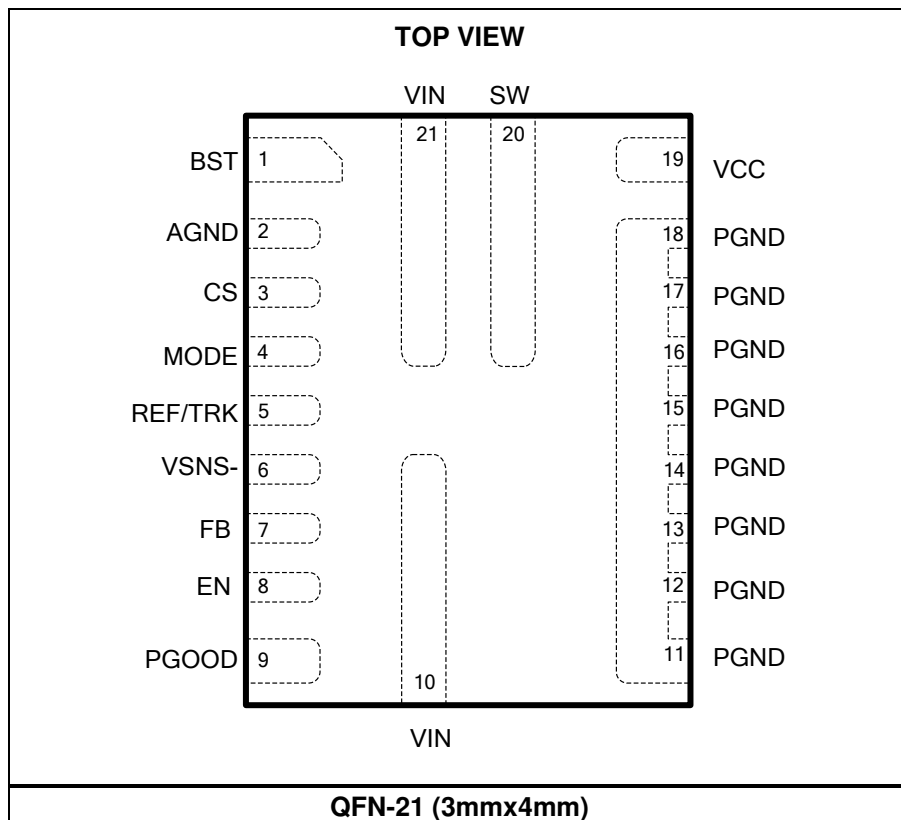 TOP VIEW
VIN SW
21 20
BST 1 19 VCC
AGND 2 18 PGND
CS 3 17 PGND
MODE 4 16 PGND
REF/TRK 5 15 PGND
VSNS- 6 14 PGND
FB 7 13 PGND
EN 8 12 PGND
PGOOD 9 11 PGND
10
VIN
QFN-21 (3mmx4mm)